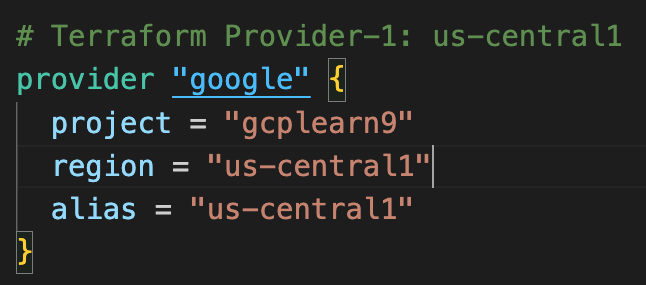 # Terraform Provider-1: us-central1
provider "google" {
project = "gcplearn9"
region = "us-central1"
alias = "us-central1"
}